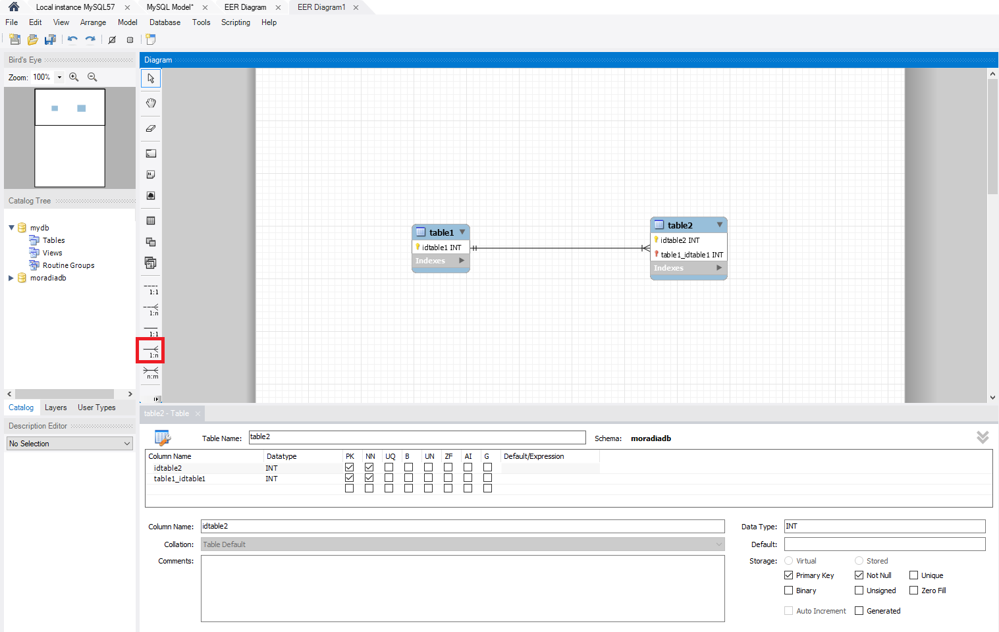 Local instance MySQL57
MySQL Model*
EER Diagram
EER Diagram1
File Edit View Arrange Model Database Tools Scripting Help
Bird's Eye
Zoom: 100%
Diagram
Catalog Tree
mydb
Tables
Views
Routine Groups
moradiadb
Catalog Layers User Types
Description Editor
No Selection
1:1
1:n
1:1
1:n
n:m
table1
idtable1 INT
Indexes
table2
idtable2 INT
table1_idtable1 INT
Indexes
table2 - Table
Table Name: table2 Schema: moradiadb
Column Name Datatype PK NN UQ B UN ZF AI G Default/Expression
idtable2 INT
table1_idtable1 INT
Column Name: idtable2 Data Type: INT
Collation: Table Default Default:
Comments: Storage: Virtual Stored
Primary Key Not Null Unique
Binary Unsigned Zero Fill
Auto Increment Generated